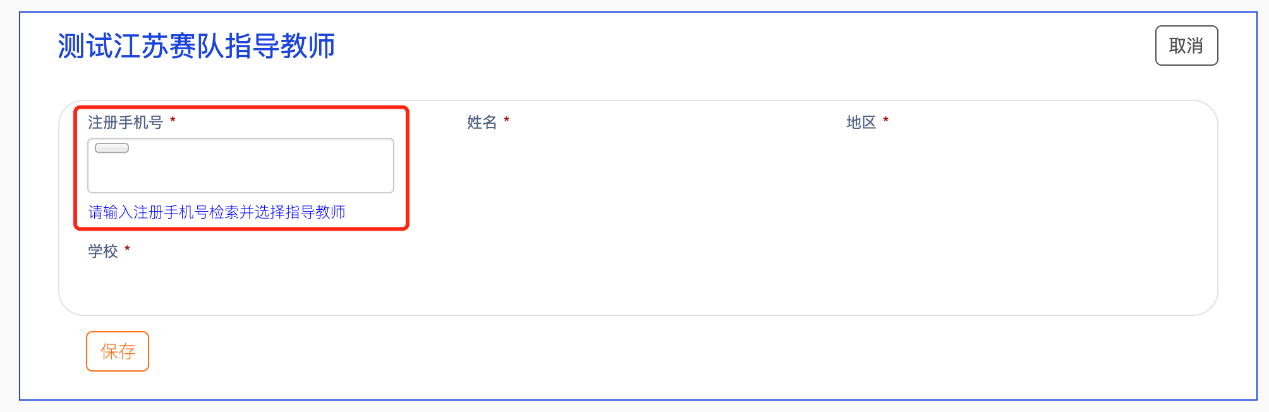 测试江苏赛队指导教师
取消
注册手机号 *
姓名 *
地区 *
请输入注册手机号检索并选择指导教师
学校 *
保存